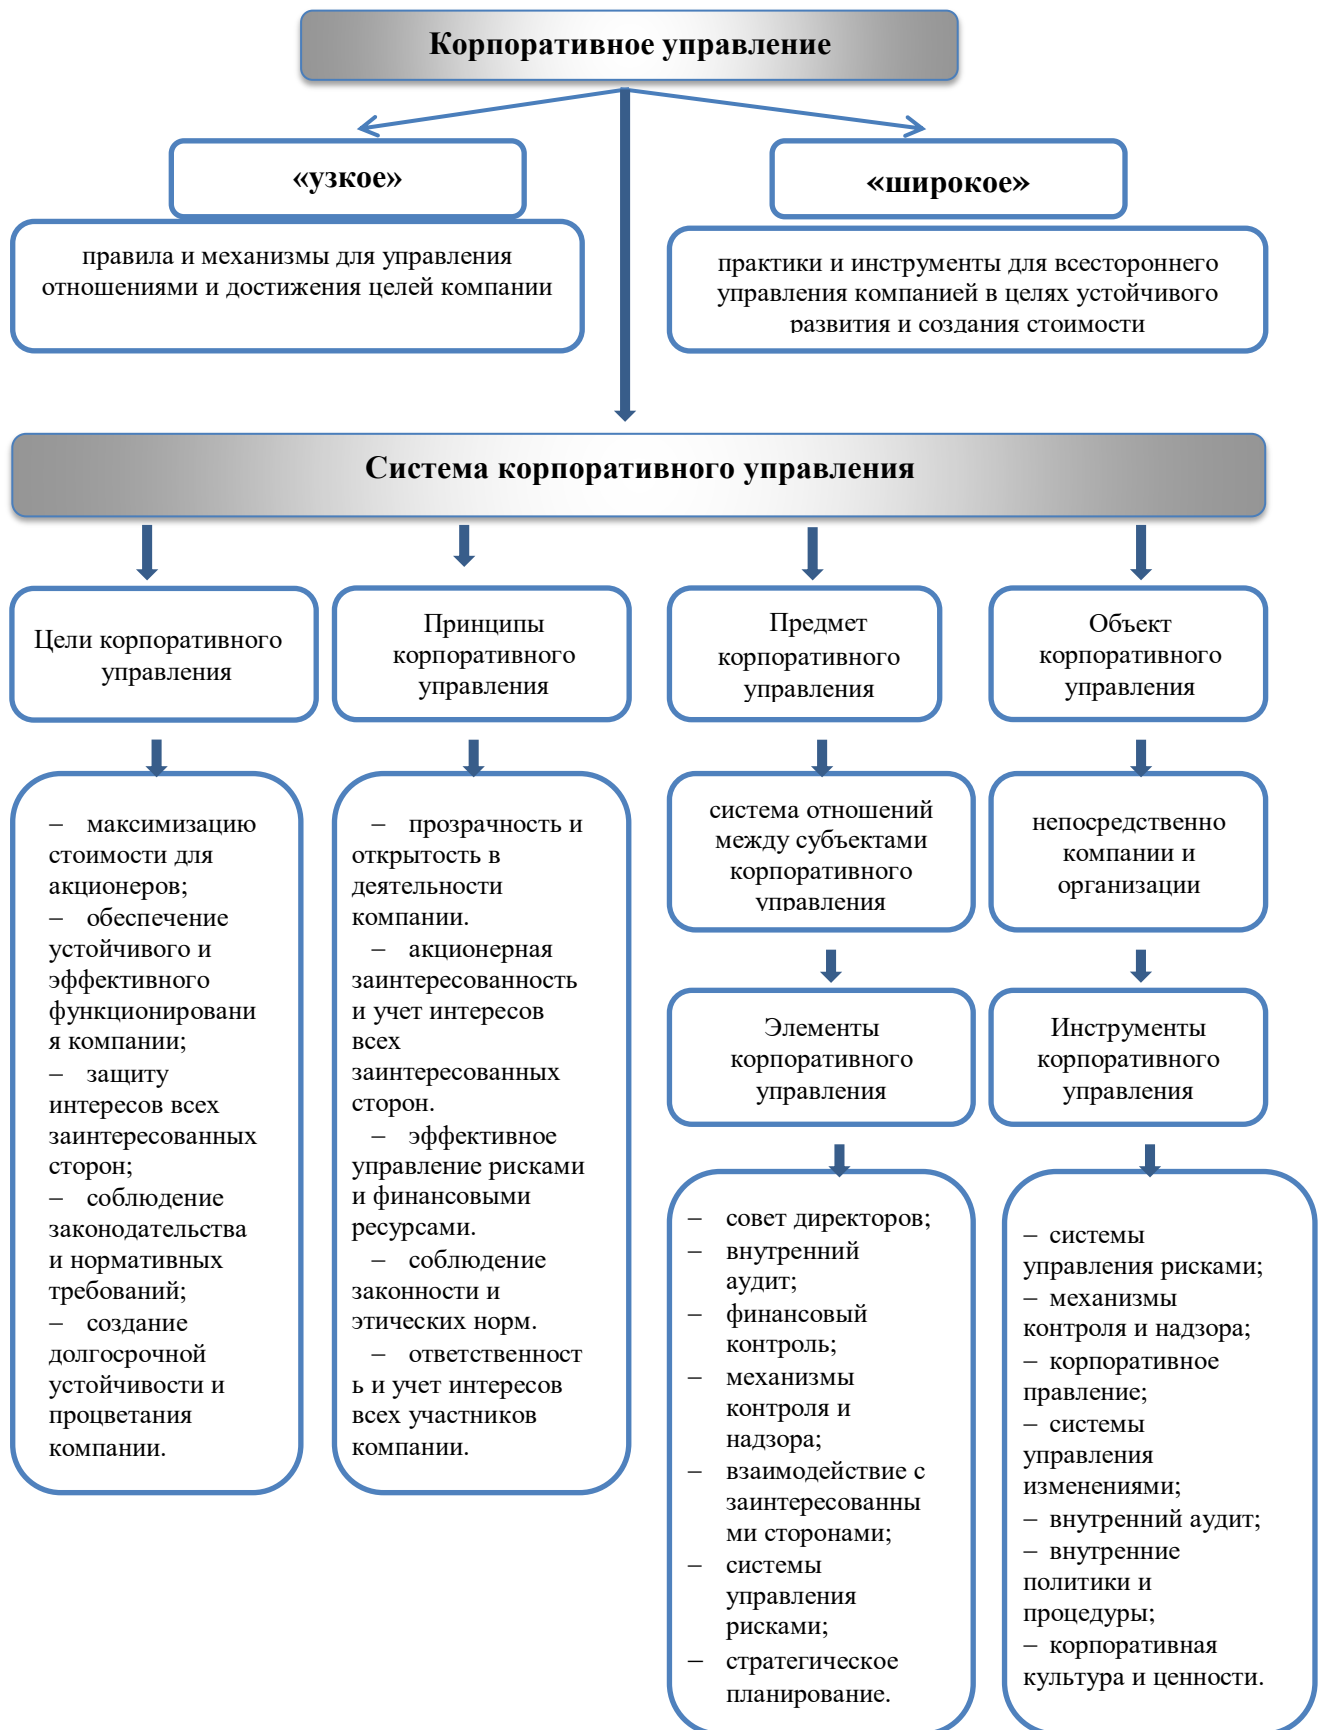 Корпоративное управление
«узкое»
«широкое»
правила и механизмы для управления
отношениями и достижения целей компании
практики и инструменты для всестороннего
управления компанией в целях устойчивого
развития и создания стоимости
Система корпоративного управления
Цели корпоративного
управления
Принципы
корпоративного
управления
Предмет
корпоративного
управления
Объект
корпоративного
управления
– максимизацию
стоимости для
акционеров;
– обеспечение
устойчивого и
эффективного
функционировани
я компании;
– защиту
интересов всех
заинтересованных
сторон;
– соблюдение
законодательства
и нормативных
требований;
– создание
долгосрочной
устойчивости и
процветания
компании.
– прозрачность и
открытость в
деятельности
компании.
– акционерная
заинтересованность
и учет интересов
всех
заинтересованных
сторон.
– эффективное
управление рисками
и финансовыми
ресурсами.
– соблюдение
законности и
этических норм.
– ответственност
ь и учет интересов
всех участников
компании.
система отношений
между субъектами
корпоративного
управления
непосредственно
компании и
организации
Элементы
корпоративного
управления
Инструменты
корпоративного
управления
– совет директоров;
– внутренний
аудит;
– финансовый
контроль;
– механизмы
контроля и
надзора;
– взаимодействие с
заинтересованны
ми сторонами;
– системы
управления
рисками;
– стратегическое
планирование.
– системы
управления рисками;
– механизмы
контроля и надзора;
– корпоративное
правление;
– системы
управления
изменениями;
– внутренний аудит;
– внутренние
политики и
процедуры;
– корпоративная
культура и ценности.